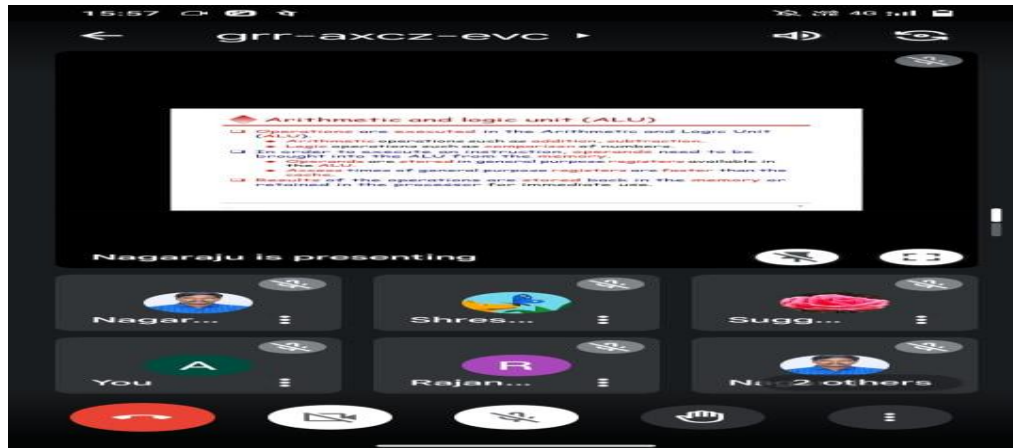 15:57 4G
grr-axcz-evc
Arithmetic and logic unit (ALU)
Operations are executed in the Arithmetic and Logic Unit
(ALU).
Arithmetic operations such as addition, subtraction.
Logic operations such as comparison of numbers.
In order to execute an instruction, operands need to be
brought into the ALU from the memory.
Operands are stored in general purpose registers available in
the ALU.
Access times of general purpose registers are faster than the
cache.
Results of the operations are stored back in the memory or
retained in the processor for immediate use.
Nagaraju is presenting
Nagar...
Shres...
Sugg...
A
You
R
Rajan...
2 others